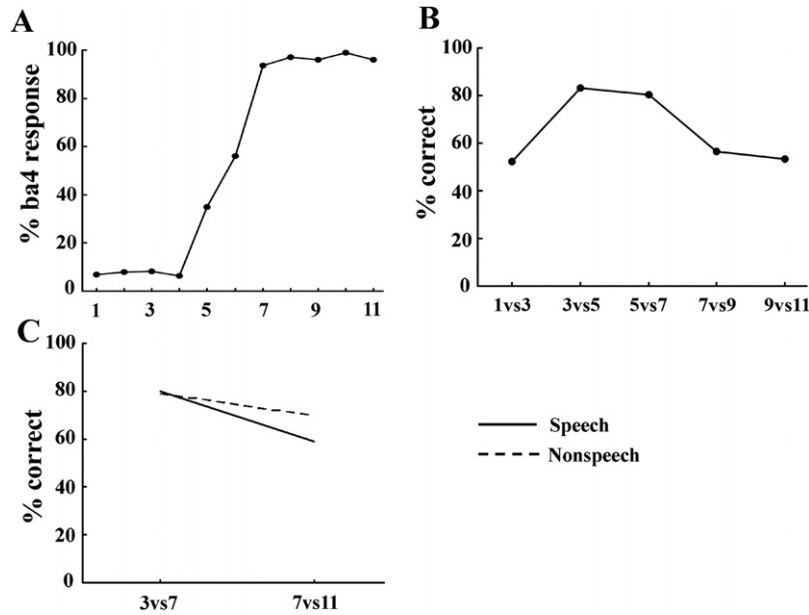 A
% ba4 response
100
80
60
40
20
0
1
3
5
7
9
11
B
% correct
100
80
60
40
20
0
1vs3
3vs5
5vs7
7vs9
9vs11
C
% correct
100
80
60
40
20
0
3vs7
7vs11
Speech
Nonspeech